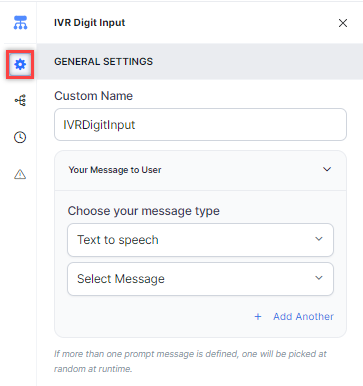 IVR Digit Input
GENERAL SETTINGS
Custom Name
IVRDigitInput
Your Message to User
Choose your message type
Text to speech
Select Message
+ Add Another
If more than one prompt message is defined, one will be picked at
random at runtime.